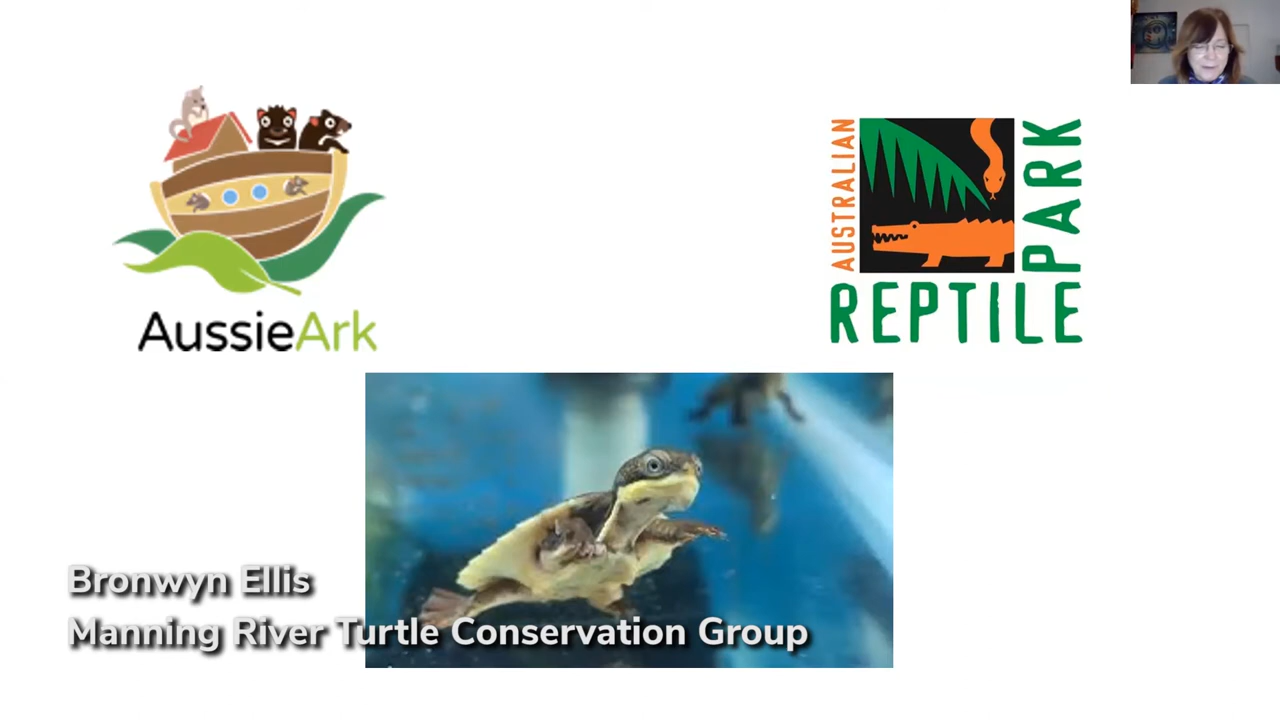 AussieArk
AUSTRALIAN
REPTILE
PARK
Bronwyn Ellis
Manning River Turtle Conservation Group